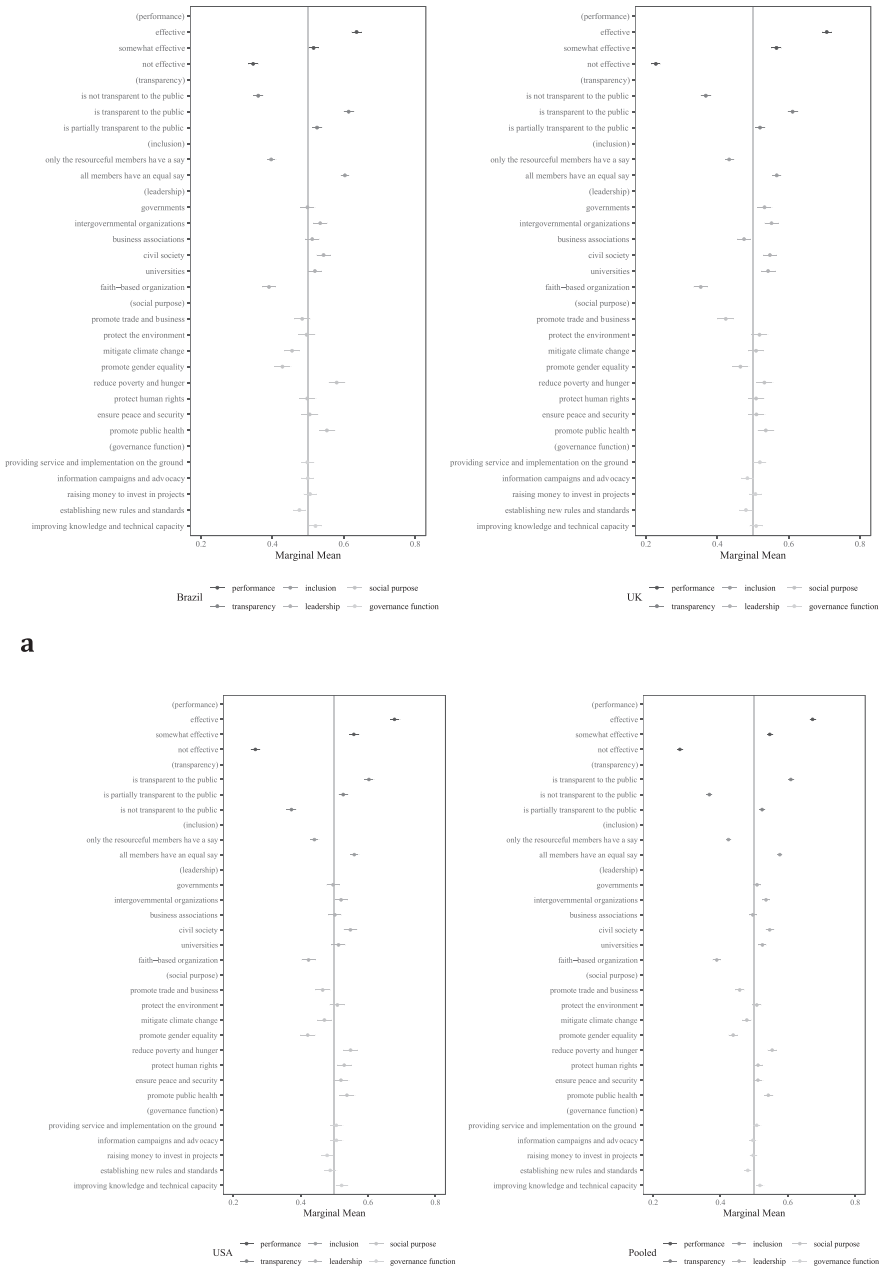 (performance)
effective
somewhat effective
not effective
(transparency)
is not transparent to the public
is transparent to the public
is partially transparent to the public
(inclusion)
only the resourceful members have a say
all members have an equal say
(leadership)
governments
intergovernmental organizations
business associations
civil society
universities
faith−based organization
(social purpose)
promote trade and business
protect the environment
mitigate climate change
promote gender equality
reduce poverty and hunger
protect human rights
ensure peace and security
promote public health
(governance function)
providing service and implementation on the ground
information campaigns and advocacy
raising money to invest in projects
establishing new rules and standards
improving knowledge and technical capacity
0.2 0.4 0.6 0.8
Marginal Mean
Brazil
performance inclusion social purpose
transparency leadership governance function
(performance)
effective
somewhat effective
not effective
(transparency)
is not transparent to the public
is transparent to the public
is partially transparent to the public
(inclusion)
only the resourceful members have a say
all members have an equal say
(leadership)
governments
intergovernmental organizations
business associations
civil society
universities
faith−based organization
(social purpose)
promote trade and business
protect the environment
mitigate climate change
promote gender equality
reduce poverty and hunger
protect human rights
ensure peace and security
promote public health
(governance function)
providing service and implementation on the ground
information campaigns and advocacy
raising money to invest in projects
establishing new rules and standards
improving knowledge and technical capacity
0.2 0.4 0.6 0.8
Marginal Mean
UK
performance inclusion social purpose
transparency leadership governance function
a
(performance)
effective
somewhat effective
not effective
(transparency)
is transparent to the public
is partially transparent to the public
is not transparent to the public
(inclusion)
only the resourceful members have a say
all members have an equal say
(leadership)
governments
intergovernmental organizations
business associations
civil society
universities
faith−based organization
(social purpose)
promote trade and business
protect the environment
mitigate climate change
promote gender equality
reduce poverty and hunger
protect human rights
ensure peace and security
promote public health
(governance function)
providing service and implementation on the ground
information campaigns and advocacy
raising money to invest in projects
establishing new rules and standards
improving knowledge and technical capacity
0.2 0.4 0.6 0.8
Marginal Mean
USA
performance inclusion social purpose
transparency leadership governance function
(performance)
effective
somewhat effective
not effective
(transparency)
is transparent to the public
is not transparent to the public
is partially transparent to the public
(inclusion)
only the resourceful members have a say
all members have an equal say
(leadership)
governments
intergovernmental organizations
business associations
civil society
universities
faith−based organization
(social purpose)
promote trade and business
protect the environment
mitigate climate change
promote gender equality
reduce poverty and hunger
protect human rights
ensure peace and security
promote public health
(governance function)
providing service and implementation on the ground
information campaigns and advocacy
raising money to invest in projects
establishing new rules and standards
improving knowledge and technical capacity
0.2 0.4 0.6 0.8
Marginal Mean
Pooled
performance inclusion social purpose
transparency leadership governance function